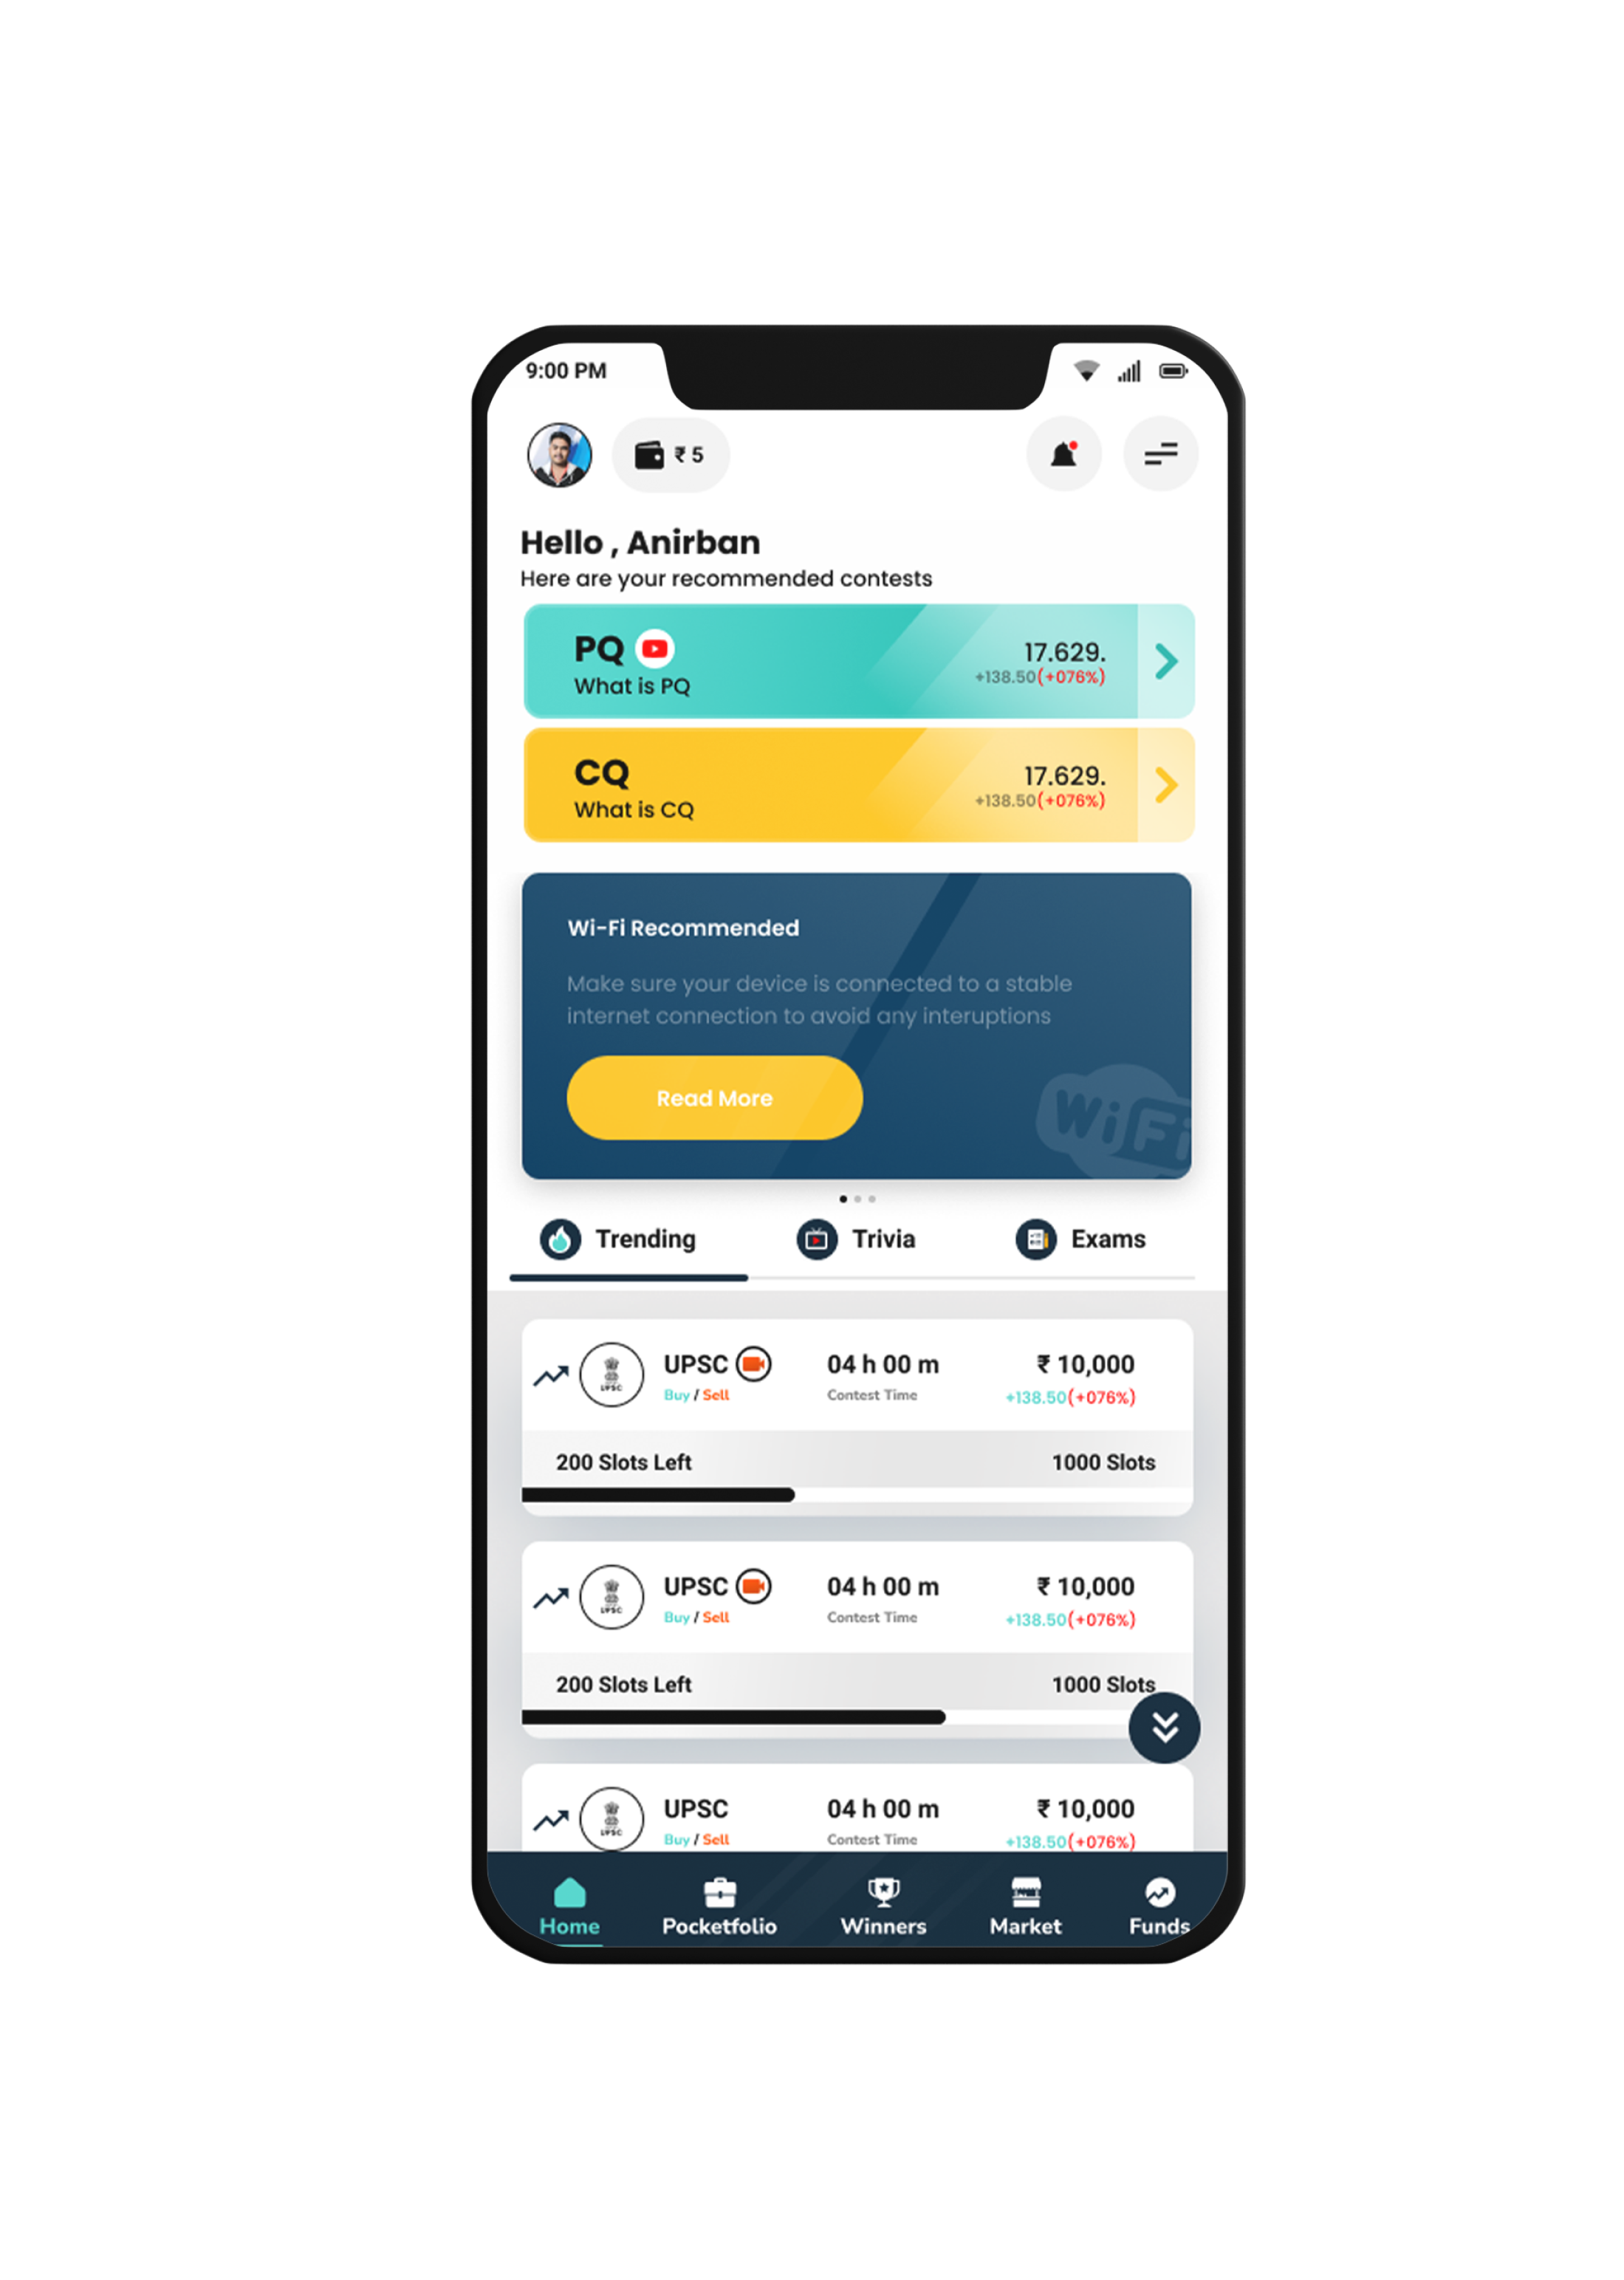 9:00 PM
₹ 5
Hello , Anirban
Here are your recommended contests
PQ
What is PQ
17.629.
+138.50(+076%)
CQ
What is CQ
17.629.
+138.50(+076%)
Wi-Fi Recommended
Make sure your device is connected to a stable
internet connection to avoid any interuptions
Read More
WiFi
Trending
Trivia
Exams
UPSC
UPSC
Buy / Sell
04 h 00 m
Contest Time
₹ 10,000
+138.50(+076%)
200 Slots Left
1000 Slots
UPSC
UPSC
Buy / Sell
04 h 00 m
Contest Time
₹ 10,000
+138.50(+076%)
200 Slots Left
1000 Slots
UPSC
UPSC
Buy / Sell
04 h 00 m
Contest Time
₹ 10,000
+138.50(+076%)
Home
Pocketfolio
Winners
Market
Funds